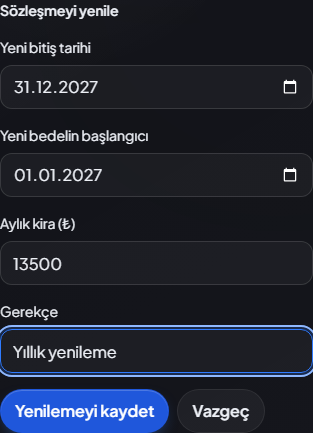 Sözleşmeyi yenile
Yeni bitiş tarihi
31.12.2027
Yeni bedelin başlangıcı
01.01.2027
Aylık kira (₺)
13500
Gerekçe
Yıllık yenileme
Yenilemeyi kaydet Vazgeç